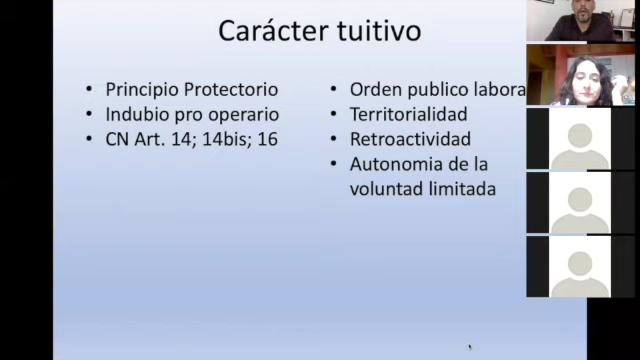 Carácter tuitivo
• Principio Protectorio
• Indubio pro operario
• CN Art. 14; 14bis; 16
• Orden publico labora
• Territorialidad
• Retroactividad
• Autonomia de la
voluntad limitada